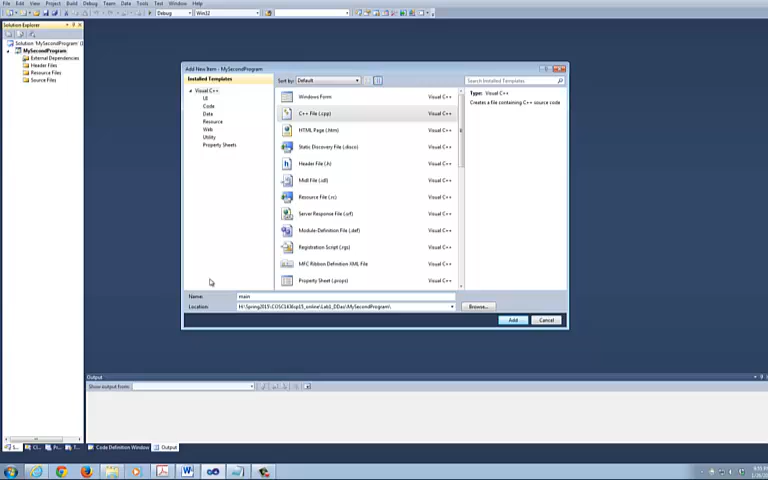 File Edit View Project Build Debug Team Data Tools Test Window Help
Debug Win32
Solution Explorer
Solution 'MySecondProgram' (
MySecondProgram
External Dependencies
Header Files
Resource Files
Source Files
Add New Item - MySecondProgram
Installed Templates
Sort by: Default
Search Installed Templates
Visual C++
UI
Code
Data
Resource
Web
Utility
Property Sheets
Windows Form Visual C++
C++ File (.cpp) Visual C++
HTML Page (.htm) Visual C++
Static Discovery File (.disco) Visual C++
Header File (.h) Visual C++
Midl File (.idl) Visual C++
Resource File (.rc) Visual C++
Server Response File (.srf) Visual C++
Module-Definition File (.def) Visual C++
Registration Script (.rgs) Visual C++
MFC Ribbon Definition XML File Visual C++
Property Sheet (.props) Visual C++
Type: Visual C++
Creates a file containing C++ source code
Name: main
Location: H:\Spring2015\COSC1436sp15_online\Lab1_DDas\MySecondProgram\
Browse...
Add Cancel
Output
Show output from:
Code Definition Window Output